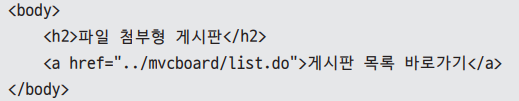 <body>
<h2>파일 첨부형 게시판</h2>
<a href="../mvcboard/list.do">게시판 목록 바로가기</a>
</body>